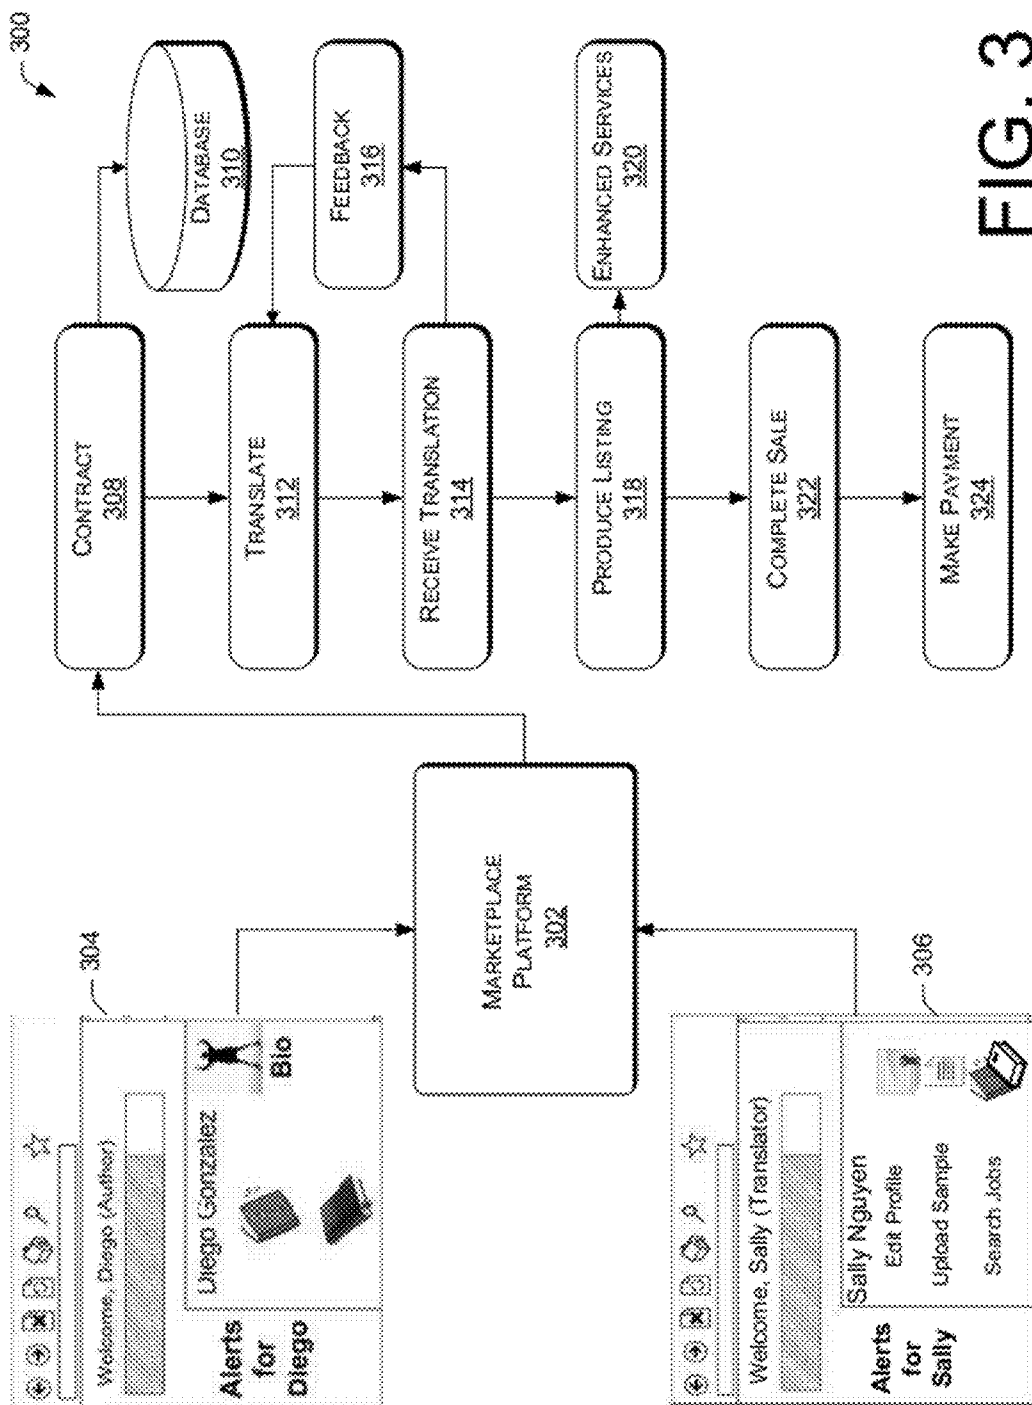 300
304
Welcome, Diego (Author)
Alerts
for
Diego
Diego Gonzalez
Bio
306
Welcome, Sally (Translator)
Alerts
for
Sally
Sally Nguyen
Edit Profile
Upload Sample
Search Jobs
MARKETPLACE
PLATFORM
302
CONTRACT
308
DATABASE
310
TRANSLATE
312
RECEIVE TRANSLATION
314
FEEDBACK
316
PRODUCE LISTING
318
ENHANCED SERVICES
320
COMPLETE SALE
322
MAKE PAYMENT
324
FIG. 3